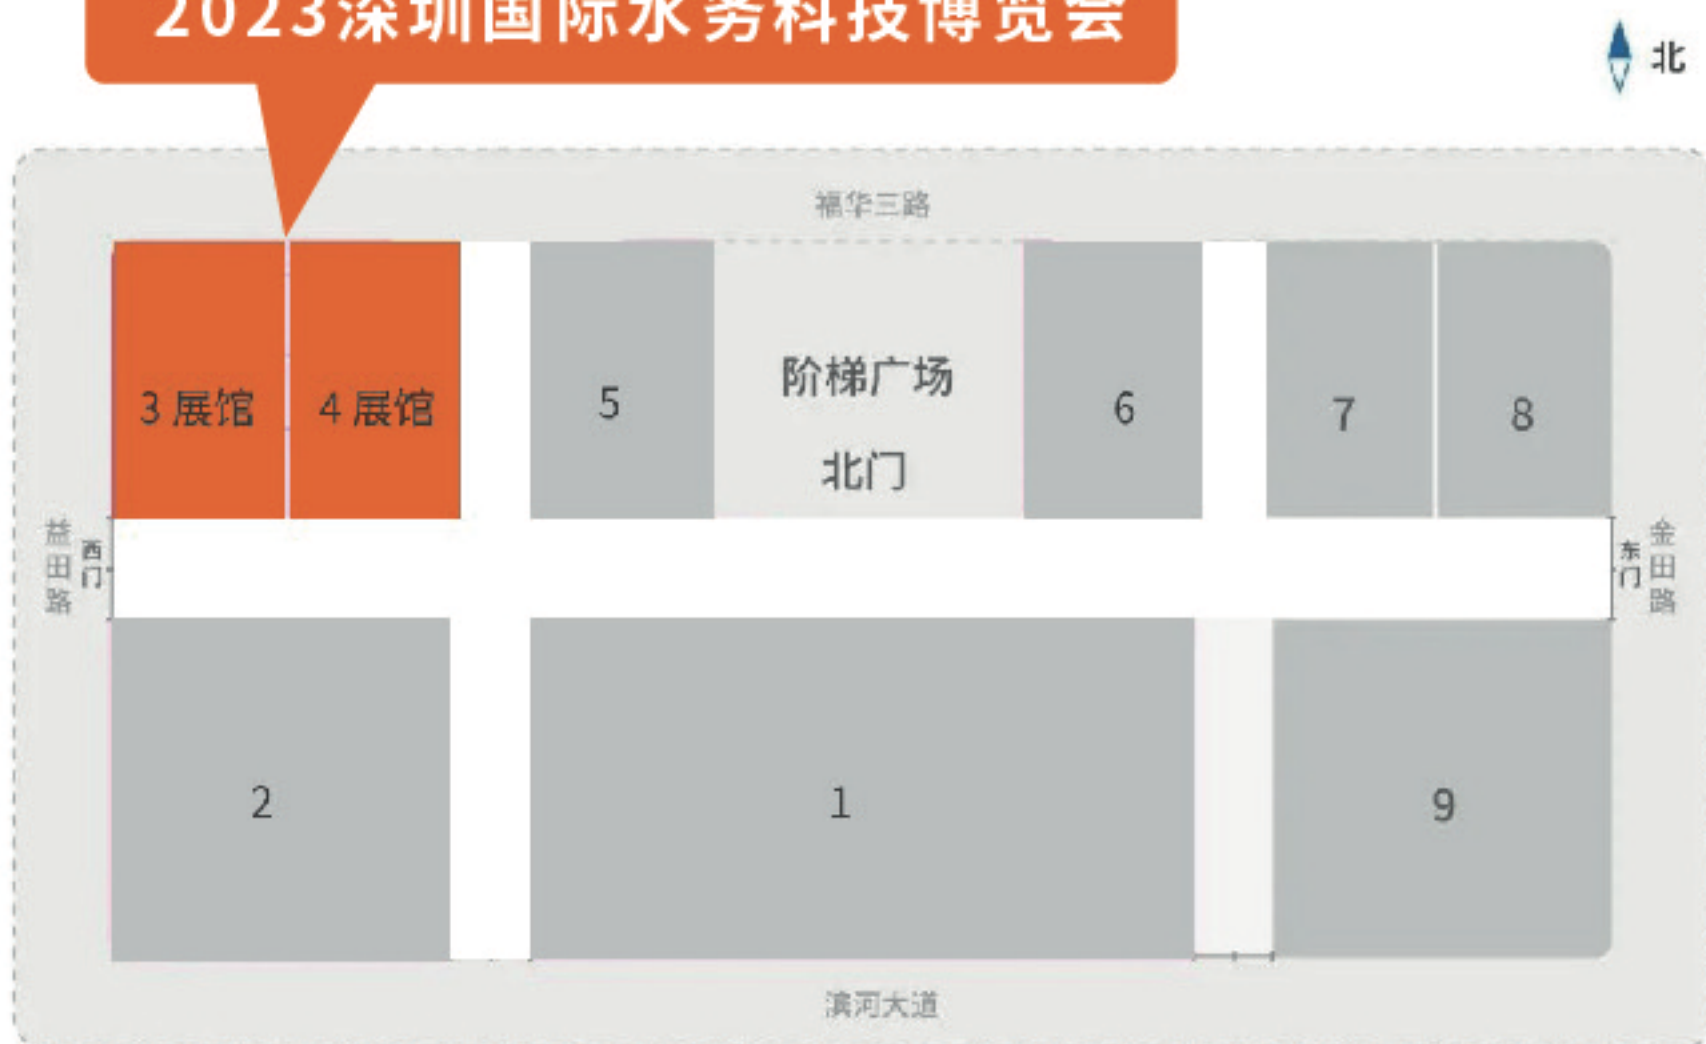 2023深圳国际水务科技博览会
北
福华三路
3 展馆
4 展馆
5
阶梯广场
北门
6
7
8
益田路
西门
东门
金田路
2
1
9
滨河大道